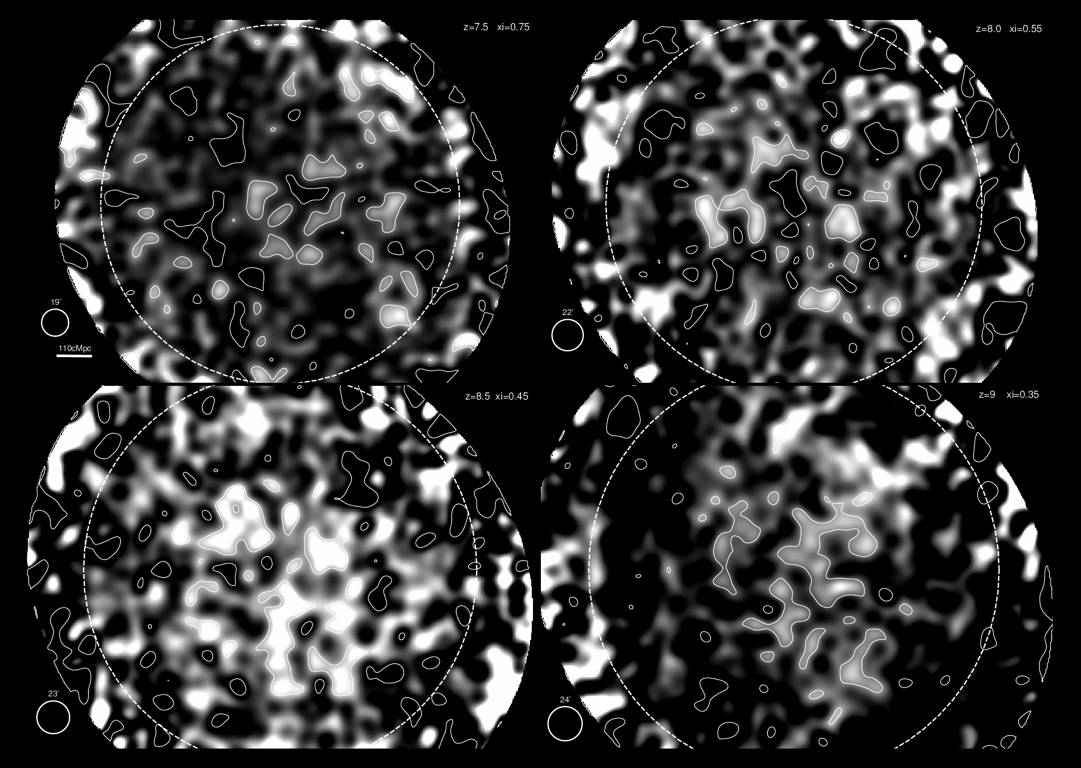 z=7.5 xi=0.75
z=8.0 xi=0.55
19'
110cMpc
22'
z=8.5 xi=0.45
z=9 xi=0.35
23'
24'